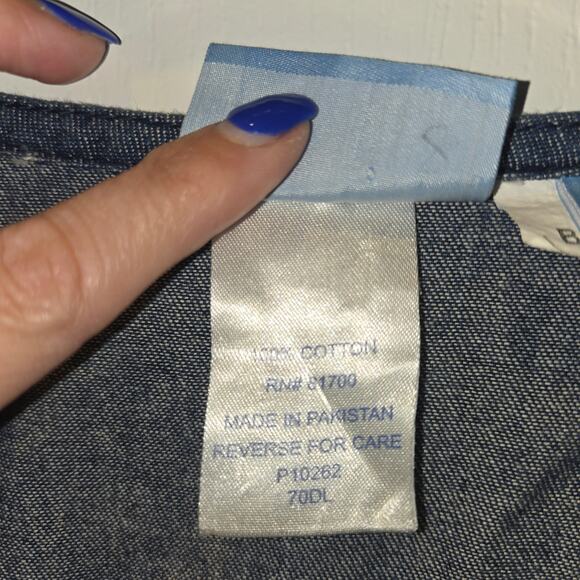 100% COTTON
RN# 81700
MADE IN PAKISTAN
REVERSE FOR CARE
P10262
70DL
B